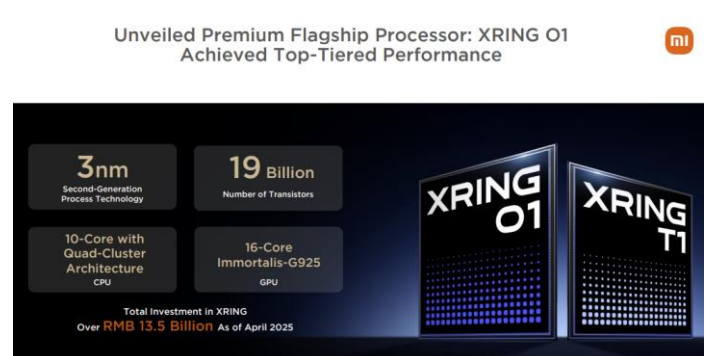 Unveiled Premium Flagship Processor: XRING O1
Achieved Top-Tiered Performance
mi
3nm
Second-Generation
Process Technology
19 Billion
Number of Transistors
10-Core with
Quad-Cluster
Architecture
CPU
16-Core
Immortalis-G925
GPU
Total Investment in XRING
Over RMB 13.5 Billion As of April 2025
XRING
O1
XRING
T1